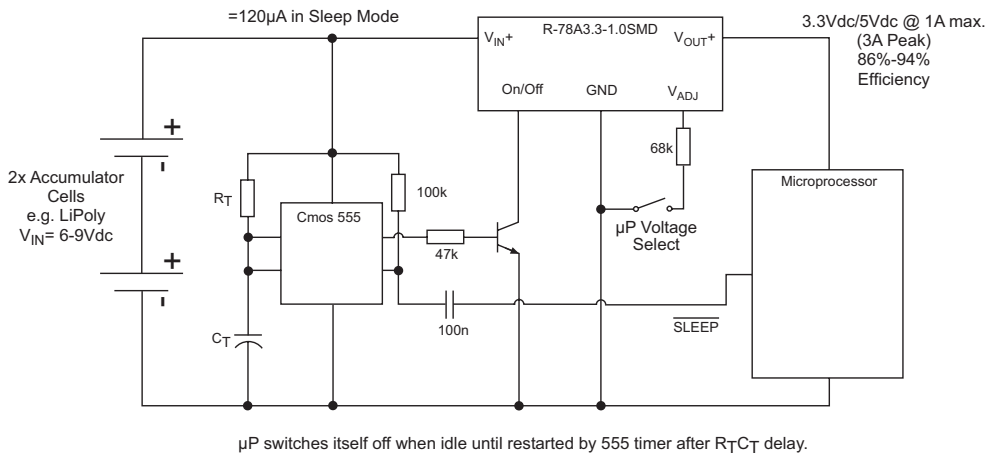 =120µA in Sleep Mode
R-78A3.3-1.0SMD
VIN+
VOUT+
On/Off
GND
VADJ
3.3Vdc/5Vdc @ 1A max.
(3A Peak)
86%-94%
Efficiency
+
-
2x Accumulator
Cells
e.g. LiPoly
VIN= 6-9Vdc
+
-
RT
100k
Cmos 555
47k
68k
µP Voltage
Select
Microprocessor
CT
100n
SLEEP
µP switches itself off when idle until restarted by 555 timer after RTCT delay.